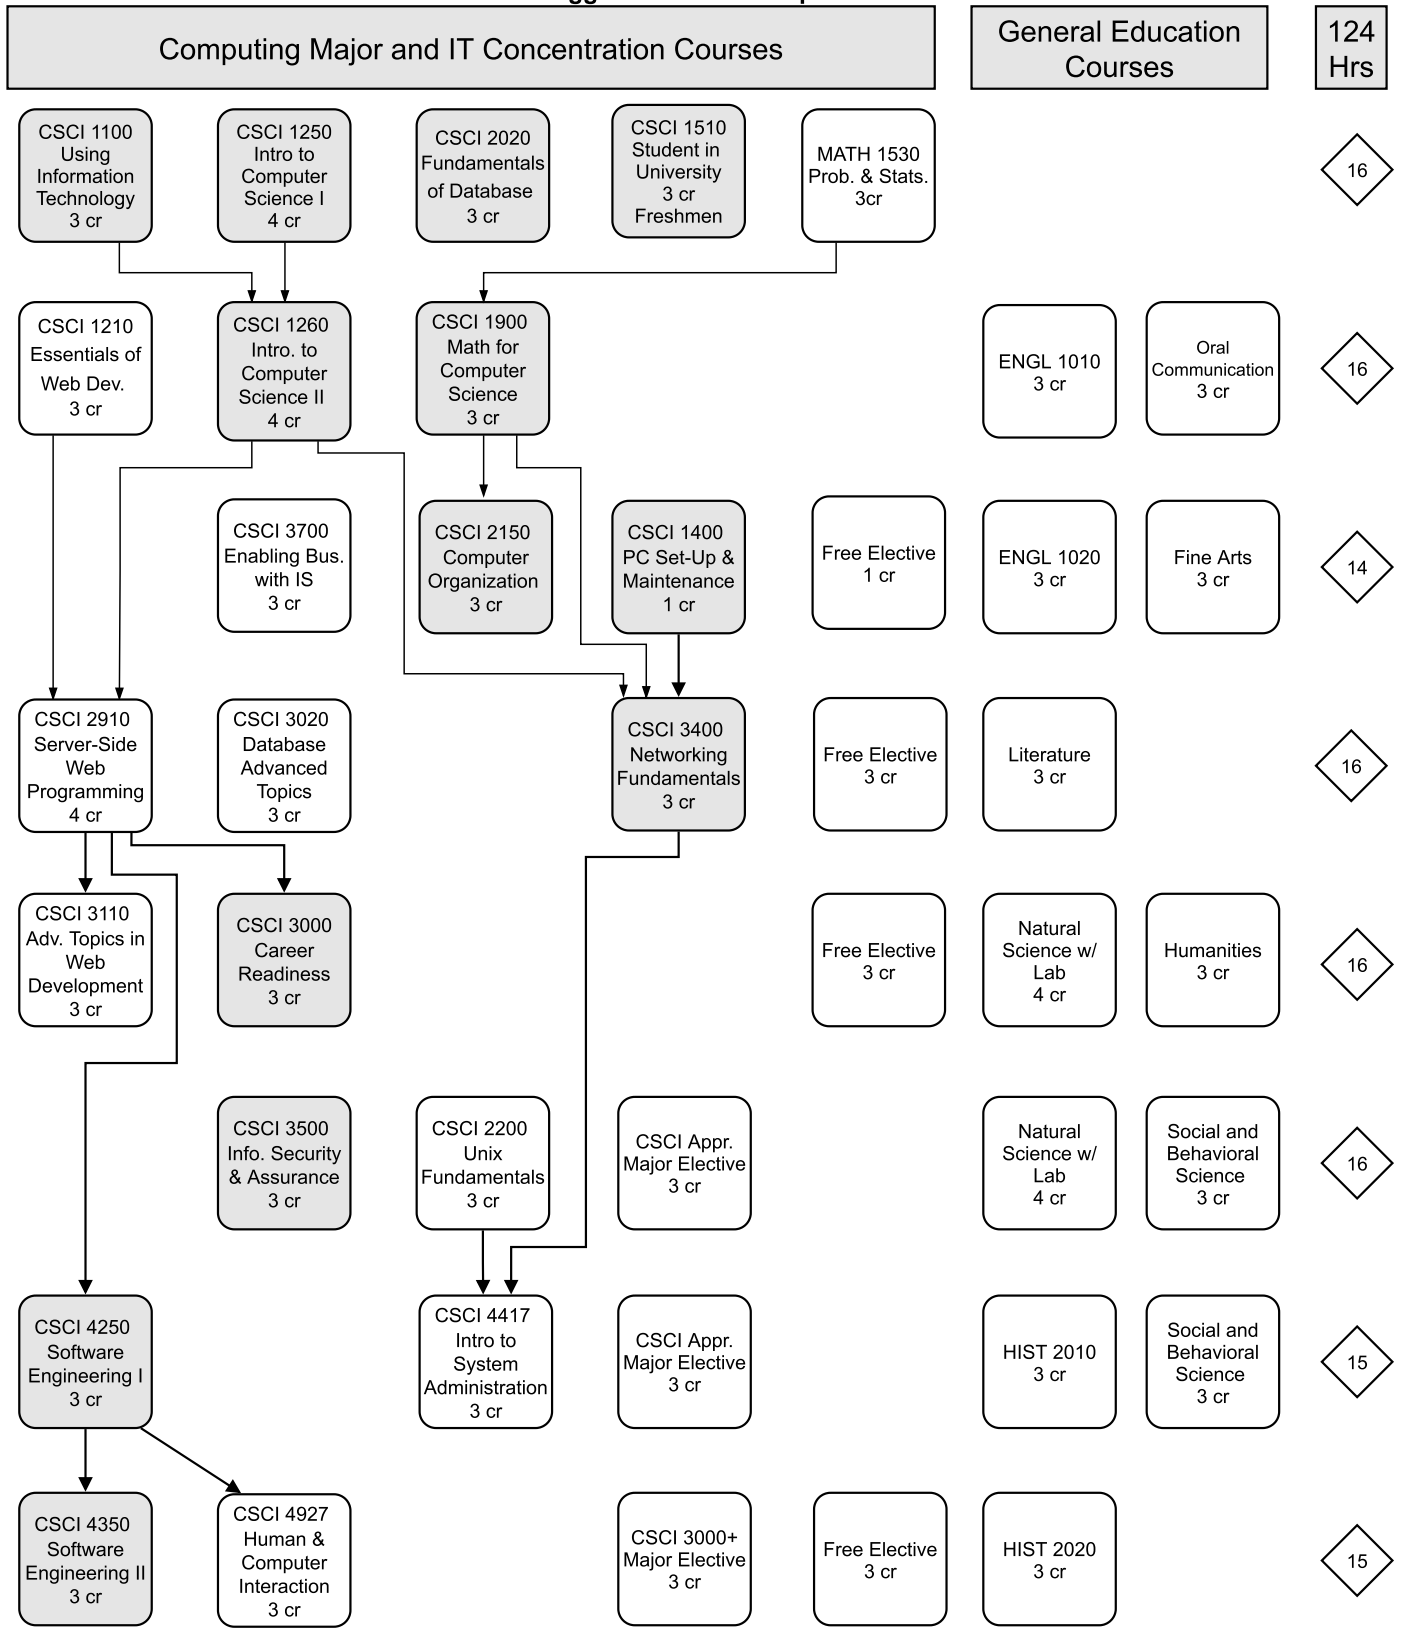 Computing Major and IT Concentration Courses
General Education
Courses
124
Hrs
CSCI 1100
Using
Information
Technology
3 cr
CSCI 1250
Intro to
Computer
Science I
4 cr
CSCI 2020
Fundamentals
of Database
3 cr
CSCI 1510
Student in
University
3 cr
Freshmen
MATH 1530
Prob. & Stats.
3cr
16
CSCI 1210
Essentials of
Web Dev.
3 cr
CSCI 1260
Intro. to
Computer
Science II
4 cr
CSCI 1900
Math for
Computer
Science
3 cr
ENGL 1010
3 cr
Oral
Communication
3 cr
16
CSCI 3700
Enabling Bus.
with IS
3 cr
CSCI 2150
Computer
Organization
3 cr
CSCI 1400
PC Set-Up &
Maintenance
1 cr
Free Elective
1 cr
ENGL 1020
3 cr
Fine Arts
3 cr
14
CSCI 2910
Server-Side
Web
Programming
4 cr
CSCI 3020
Database
Advanced
Topics
3 cr
CSCI 3400
Networking
Fundamentals
3 cr
Free Elective
3 cr
Literature
3 cr
16
CSCI 3110
Adv. Topics in
Web
Development
3 cr
CSCI 3000
Career
Readiness
3 cr
Free Elective
3 cr
Natural
Science w/
Lab
4 cr
Humanities
3 cr
16
CSCI 3500
Info. Security
& Assurance
3 cr
CSCI 2200
Unix
Fundamentals
3 cr
CSCI Appr.
Major Elective
3 cr
Natural
Science w/
Lab
4 cr
Social and
Behavioral
Science
3 cr
16
CSCI 4250
Software
Engineering I
3 cr
CSCI 4417
Intro to
System
Administration
3 cr
CSCI Appr.
Major Elective
3 cr
HIST 2010
3 cr
Social and
Behavioral
Science
3 cr
15
CSCI 4350
Software
Engineering II
3 cr
CSCI 4927
Human &
Computer
Interaction
3 cr
CSCI 3000+
Major Elective
3 cr
Free Elective
3 cr
HIST 2020
3 cr
15